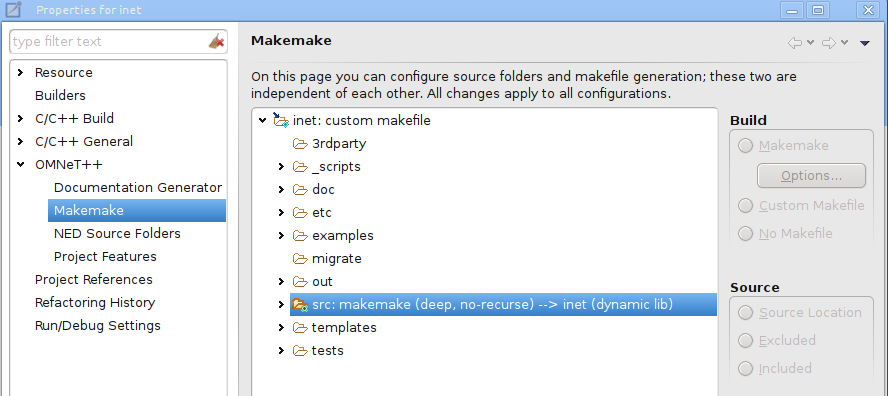 Properties for inet
type filter text
Resource
Builders
C/C++ Build
C/C++ General
OMNeT++
Documentation Generator
Makemake
NED Source Folders
Project Features
Project References
Refactoring History
Run/Debug Settings
Makemake
On this page you can configure source folders and makefile generation; these two are
independent of each other. All changes apply to all configurations.
inet: custom makefile
3rdparty
_scripts
doc
etc
examples
migrate
out
src: makemake (deep, no-recurse) --> inet (dynamic lib)
templates
tests
Build
Makemake
Options...
Custom Makefile
No Makefile
Source
Source Location
Excluded
Included